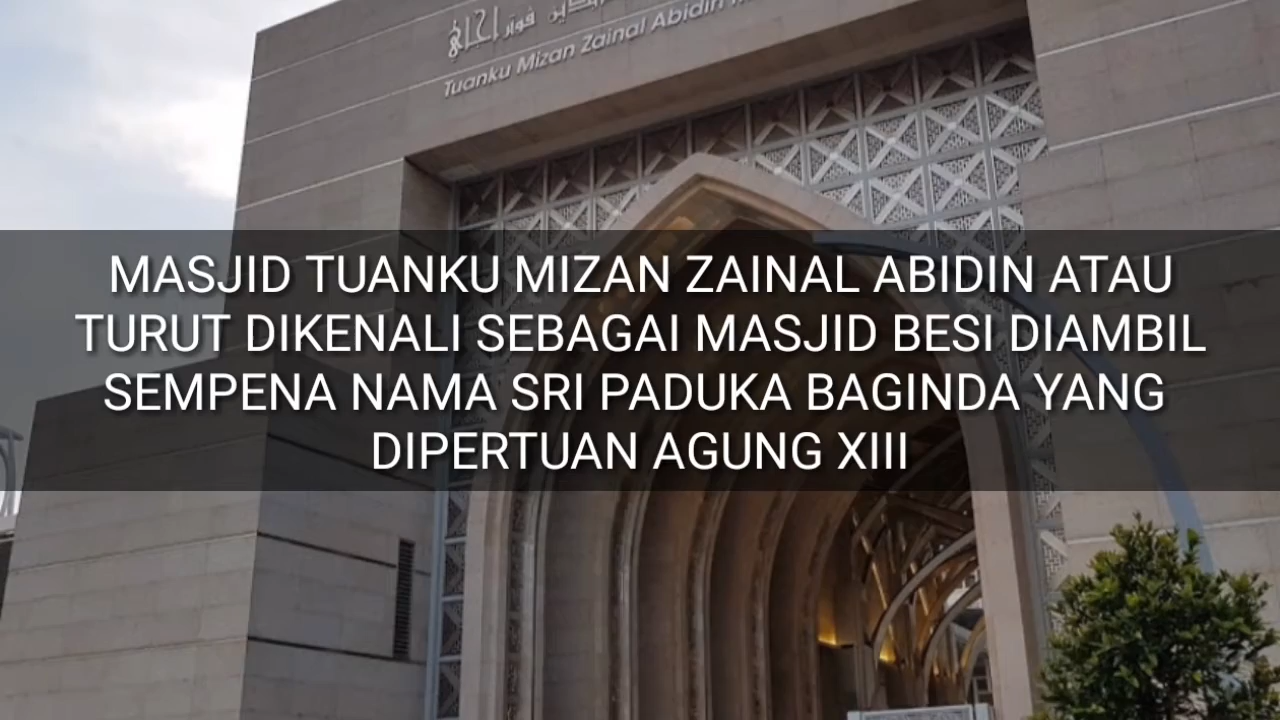 Tuanku Mizan Zainal Abidin
MASJID TUANKU MIZAN ZAINAL ABIDIN ATAU
TURUT DIKENALI SEBAGAI MASJID BESI DIAMBIL
SEMPENA NAMA SRI PADUKA BAGINDA YANG
DIPERTUAN AGUNG XIII